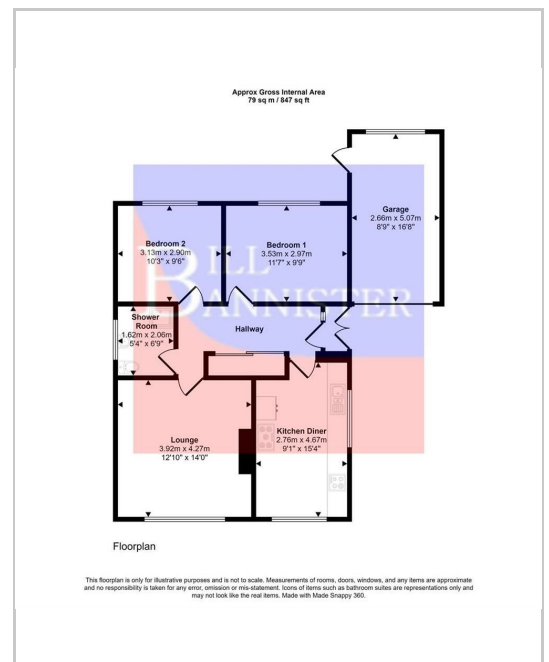 Approx Gross Internal Area
79 sq m / 847 sq ft
Garage
2.66m x 5.07m
8'9" x 16'8"
Bedroom 2
3.13m x 2.90m
10'3" x 9'6"
Bedroom 1
3.53m x 2.97m
11'7" x 9'9"
BILL
BANNISTER
Hallway
Shower
Room
1.62m x 2.06m
5'4" x 6'9"
Lounge
3.92m x 4.27m
12'10" x 14'0"
Kitchen Diner
2.76m x 4.67m
9'1" x 15'4"
Floorplan
This floorplan is only for illustrative purposes and is not to scale. Measurements of rooms, doors, windows, and any items are approximate
and no responsibility is taken for any error, omission or mis-statement. Icons of items such as bathroom suites are representations only and
may not look like the real items. Made with Made Snappy 360.